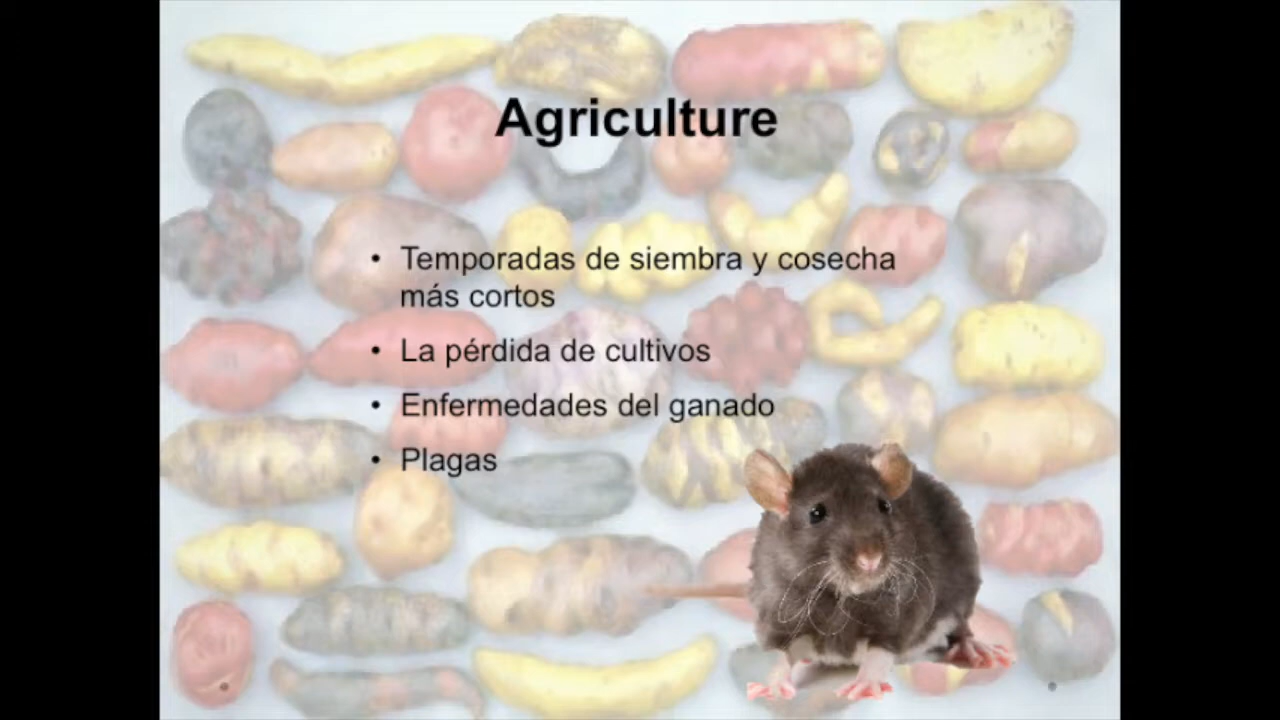 Agriculture
• Temporadas de siembra y cosecha
más cortos
• La pérdida de cultivos
• Enfermedades del ganado
• Plagas